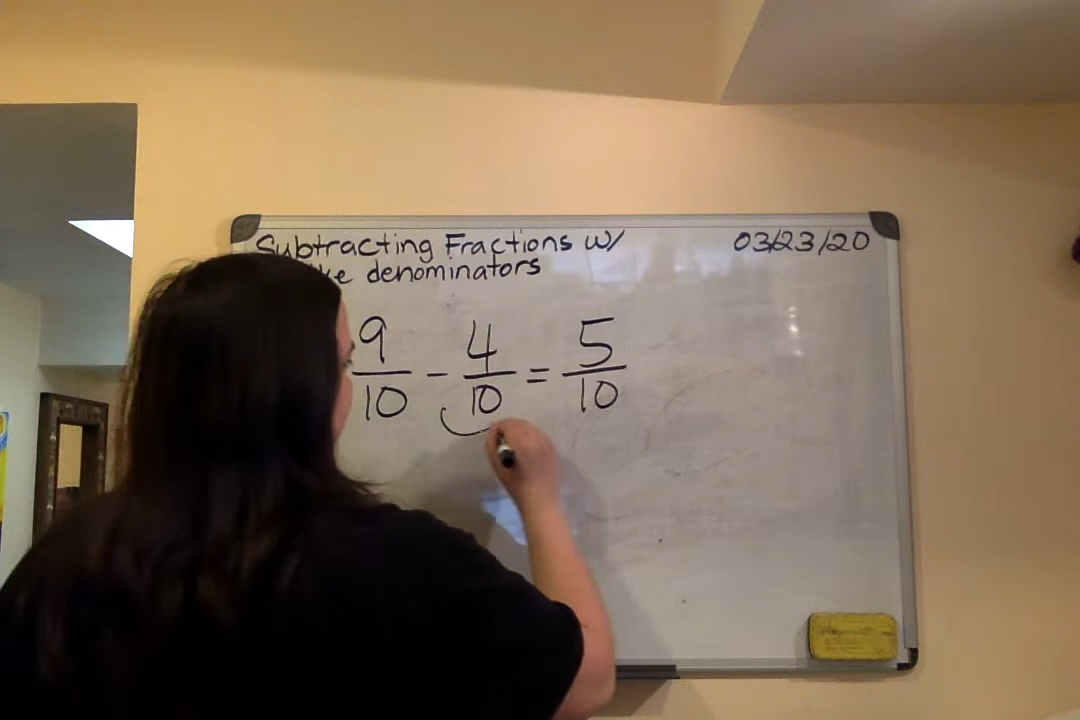 Subtracting Fractions w/ 03/23/20
denominators
9/10 - 4/10 = 5/10